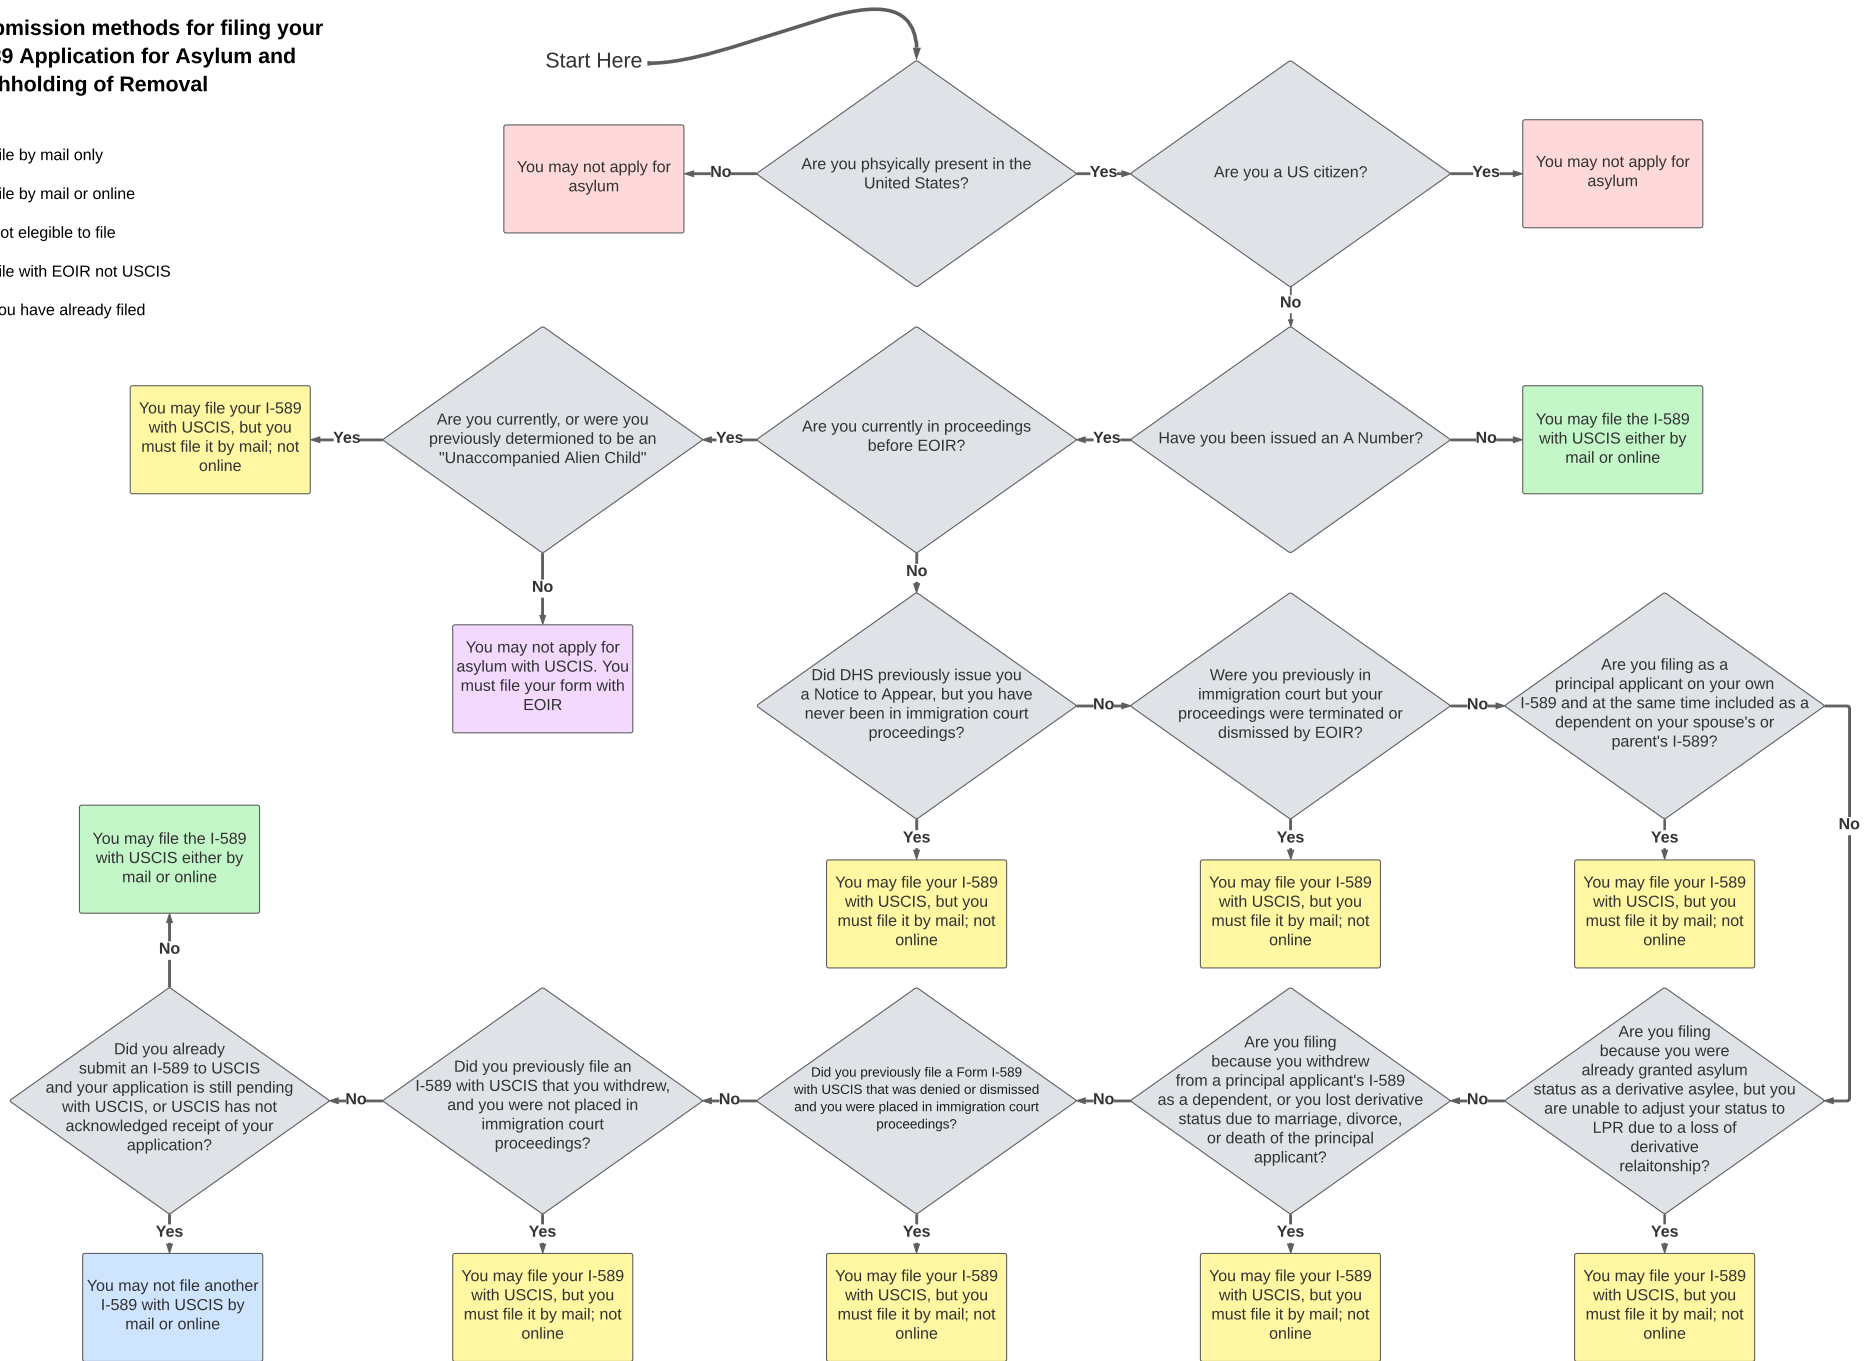 bmission methods for filing your
39 Application for Asylum and
hholding of Removal
ile by mail only
ile by mail or online
ot elegible to file
ile with EOIR not USCIS
ou have already filed
Start Here
You may not apply for
asylum
No
Are you phsyically present in the
United States?
Yes
Are you a US citizen?
Yes
You may not apply for
asylum
No
You may file your I-589
with USCIS, but you
must file it by mail; not
online
Yes
Are you currently, or were you
previously determioned to be an
"Unaccompanied Alien Child"
Yes
Are you currently in proceedings
before EOIR?
Yes
Have you been issued an A Number?
No
You may file the I-589
with USCIS either by
mail or online
No
No
You may not apply for
asylum with USCIS. You
must file your form with
EOIR
Did DHS previously issue you
a Notice to Appear, but you have
never been in immigration court
proceedings?
No
Were you previously in
immigration court but your
proceedings were terminated or
dismissed by EOIR?
No
Are you filing as a
principal applicant on your own
I-589 and at the same time included as a
dependent on your spouse's or
parent's I-589?
No
Yes
Yes
Yes
You may file your I-589
with USCIS, but you
must file it by mail; not
online
You may file your I-589
with USCIS, but you
must file it by mail; not
online
You may file your I-589
with USCIS, but you
must file it by mail; not
online
You may file the I-589
with USCIS either by
mail or online
No
Did you already
submit an I-589 to USCIS
and your application is still pending
with USCIS, or USCIS has not
acknowledged receipt of your
application?
No
Did you previously file an
I-589 with USCIS that you withdrew,
and you were not placed in
immigration court
proceedings?
No
Did you previously file a Form I-589
with USCIS that was denied or dismissed
and you were placed in immigration court
proceedings?
No
Are you filing
because you withdrew
from a principal applicant's I-589
as a dependent, or you lost derivative
status due to marriage, divorce,
or death of the principal
applicant?
No
Are you filing
because you were
already granted asylum
status as a derivative asylee, but you
are unable to adjust your status to
LPR due to a loss of
derivative
relaitonship?
Yes
Yes
Yes
Yes
Yes
You may not file another
I-589 with USCIS by
mail or online
You may file your I-589
with USCIS, but you
must file it by mail; not
online
You may file your I-589
with USCIS, but you
must file it by mail; not
online
You may file your I-589
with USCIS, but you
must file it by mail; not
online
You may file your I-589
with USCIS, but you
must file it by mail; not
online